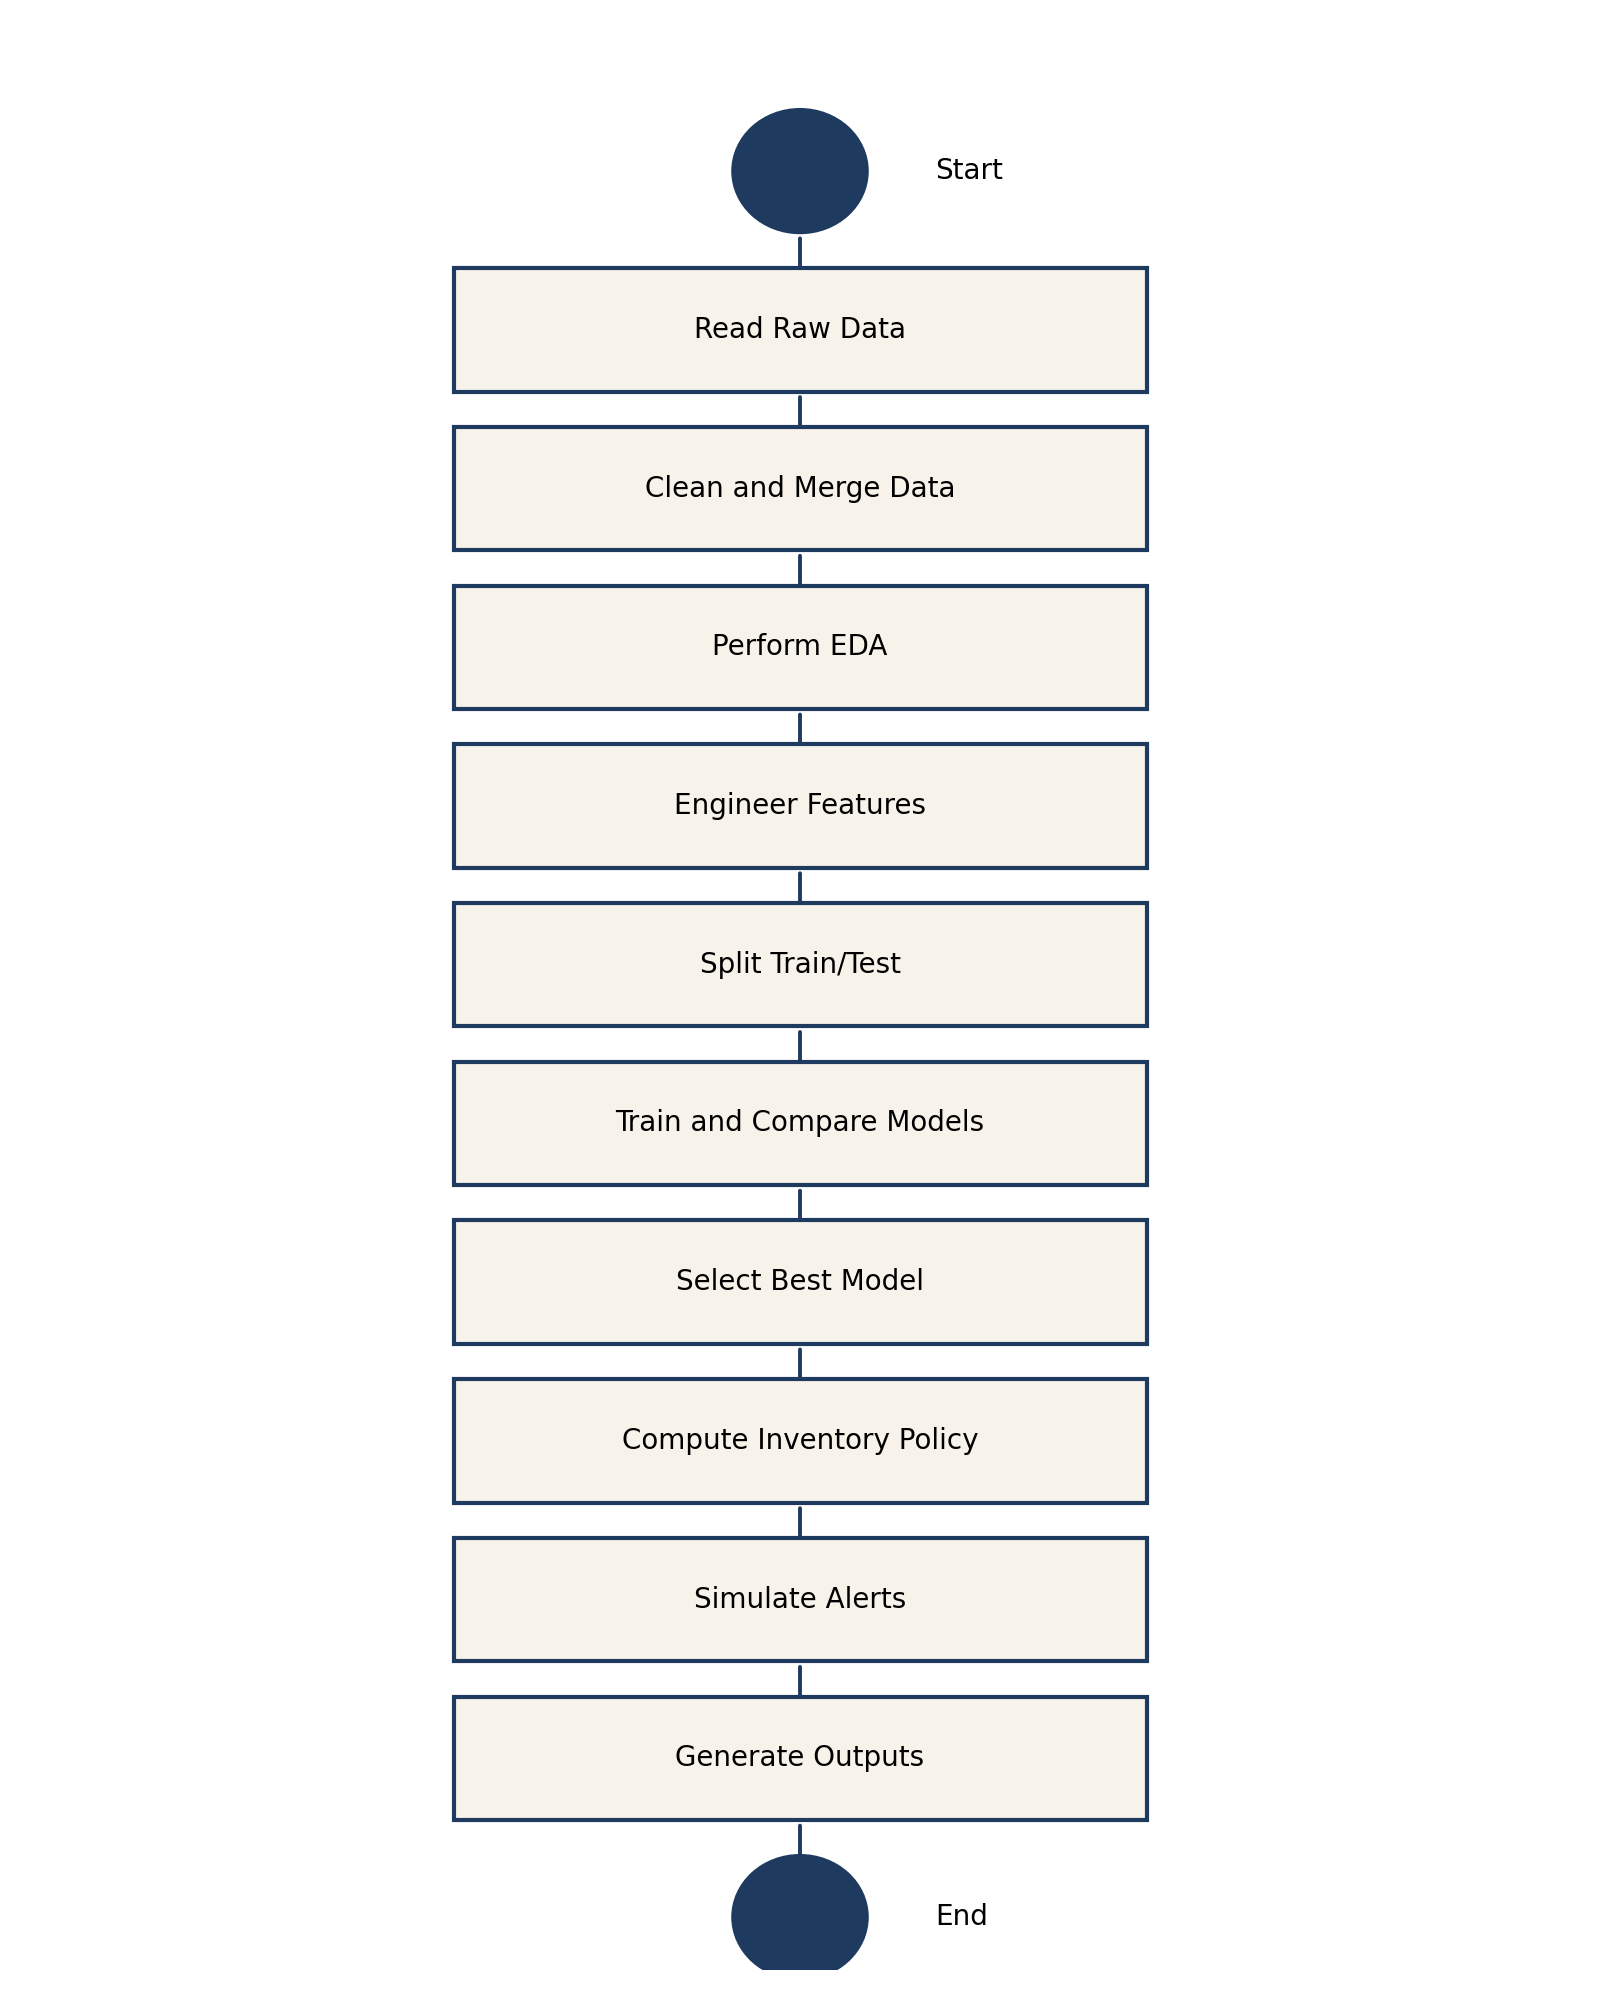 Start
Read Raw Data
Clean and Merge Data
Perform EDA
Engineer Features
Split Train/Test
Train and Compare Models
Select Best Model
Compute Inventory Policy
Simulate Alerts
Generate Outputs
End